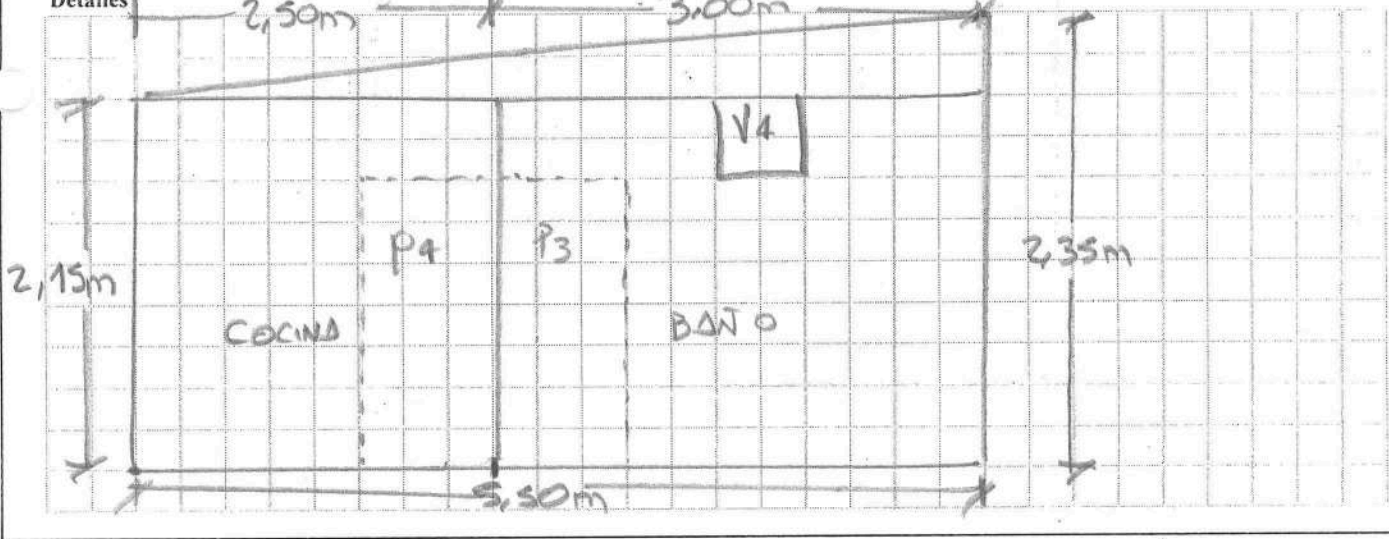 Detalles
2,50m
3,00m
V4
P4
P3
2,15m
2,35m
COCINA
BAÑO
5,50m